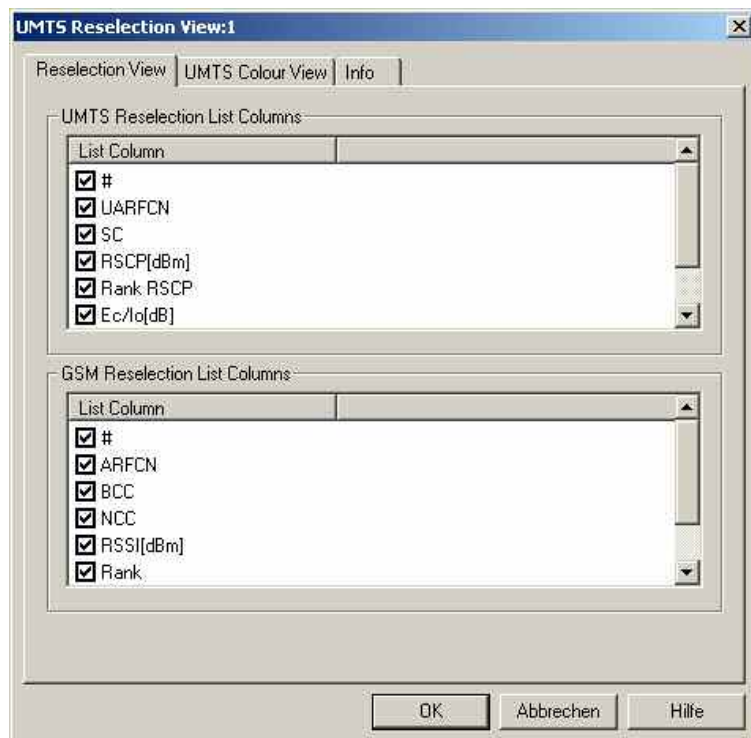 UMTS Reselection View:1
Reselection View UMTS Colour View Info
UMTS Reselection List Columns
List Column
#
UARFCN
SC
RSCP[dBm]
Rank RSCP
Ec/Io[dB]
GSM Reselection List Columns
List Column
#
ARFCN
BCC
NCC
RSSI[dBm]
Rank
OK Abbrechen Hilfe